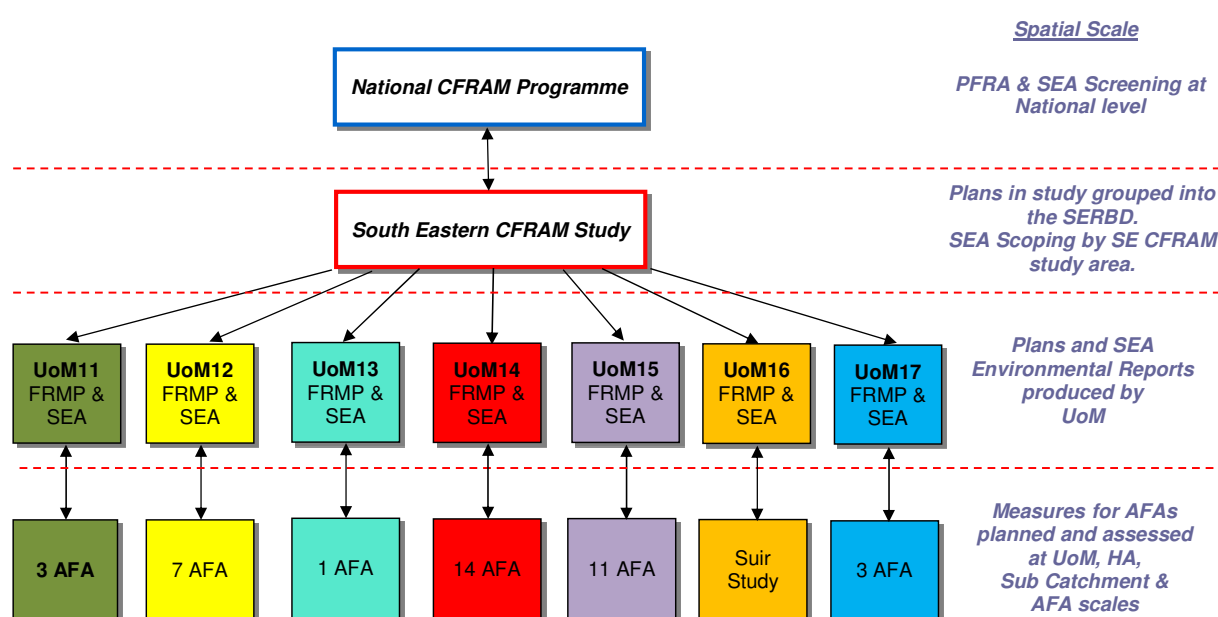 Spatial Scale
National CFRAM Programme
PFRA & SEA Screening at
National level
South Eastern CFRAM Study
Plans in study grouped into
the SERBD.
SEA Scoping by SE CFRAM
study area.
UoM11
FRMP &
SEA
UoM12
FRMP &
SEA
UoM13
FRMP &
SEA
UoM14
FRMP &
SEA
UoM15
FRMP &
SEA
UoM16
FRMP &
SEA
UoM17
FRMP &
SEA
Plans and SEA
Environmental Reports
produced by
UoM
3 AFA
7 AFA
1 AFA
14 AFA
11 AFA
Suir
Study
3 AFA
Measures for AFAs
planned and assessed
at UoM, HA,
Sub Catchment &
AFA scales